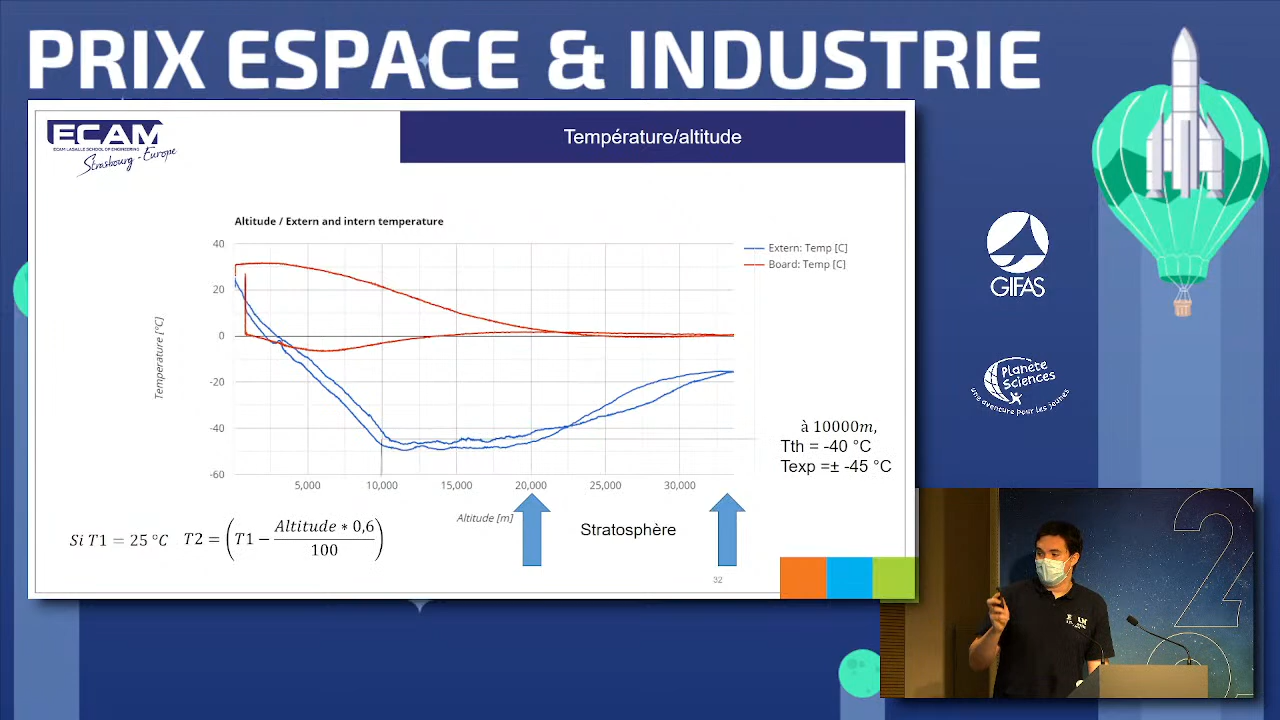 PRIX ESPACE & INDUSTRIE
ECAM
ECAM LASALLE SCHOOL OF ENGINEERING
Strasbourg - Europe
Température/altitude
Altitude / Extern and intern temperature
Extern: Temp [C]
Board: Temp [C]
40
20
0
-20
-40
-60
Temperature [°C]
5,000 10,000 15,000 20,000 25,000 30,000
Altitude [m]
à 10000m,
Tth = -40 °C
Texp =± -45 °C
Si T1 = 25 °C T2 = (T1 − Altitude * 0,6 / 100)
Stratosphère
32
GIFAS
Planète
Sciences
une aventure pour les jeunes
2